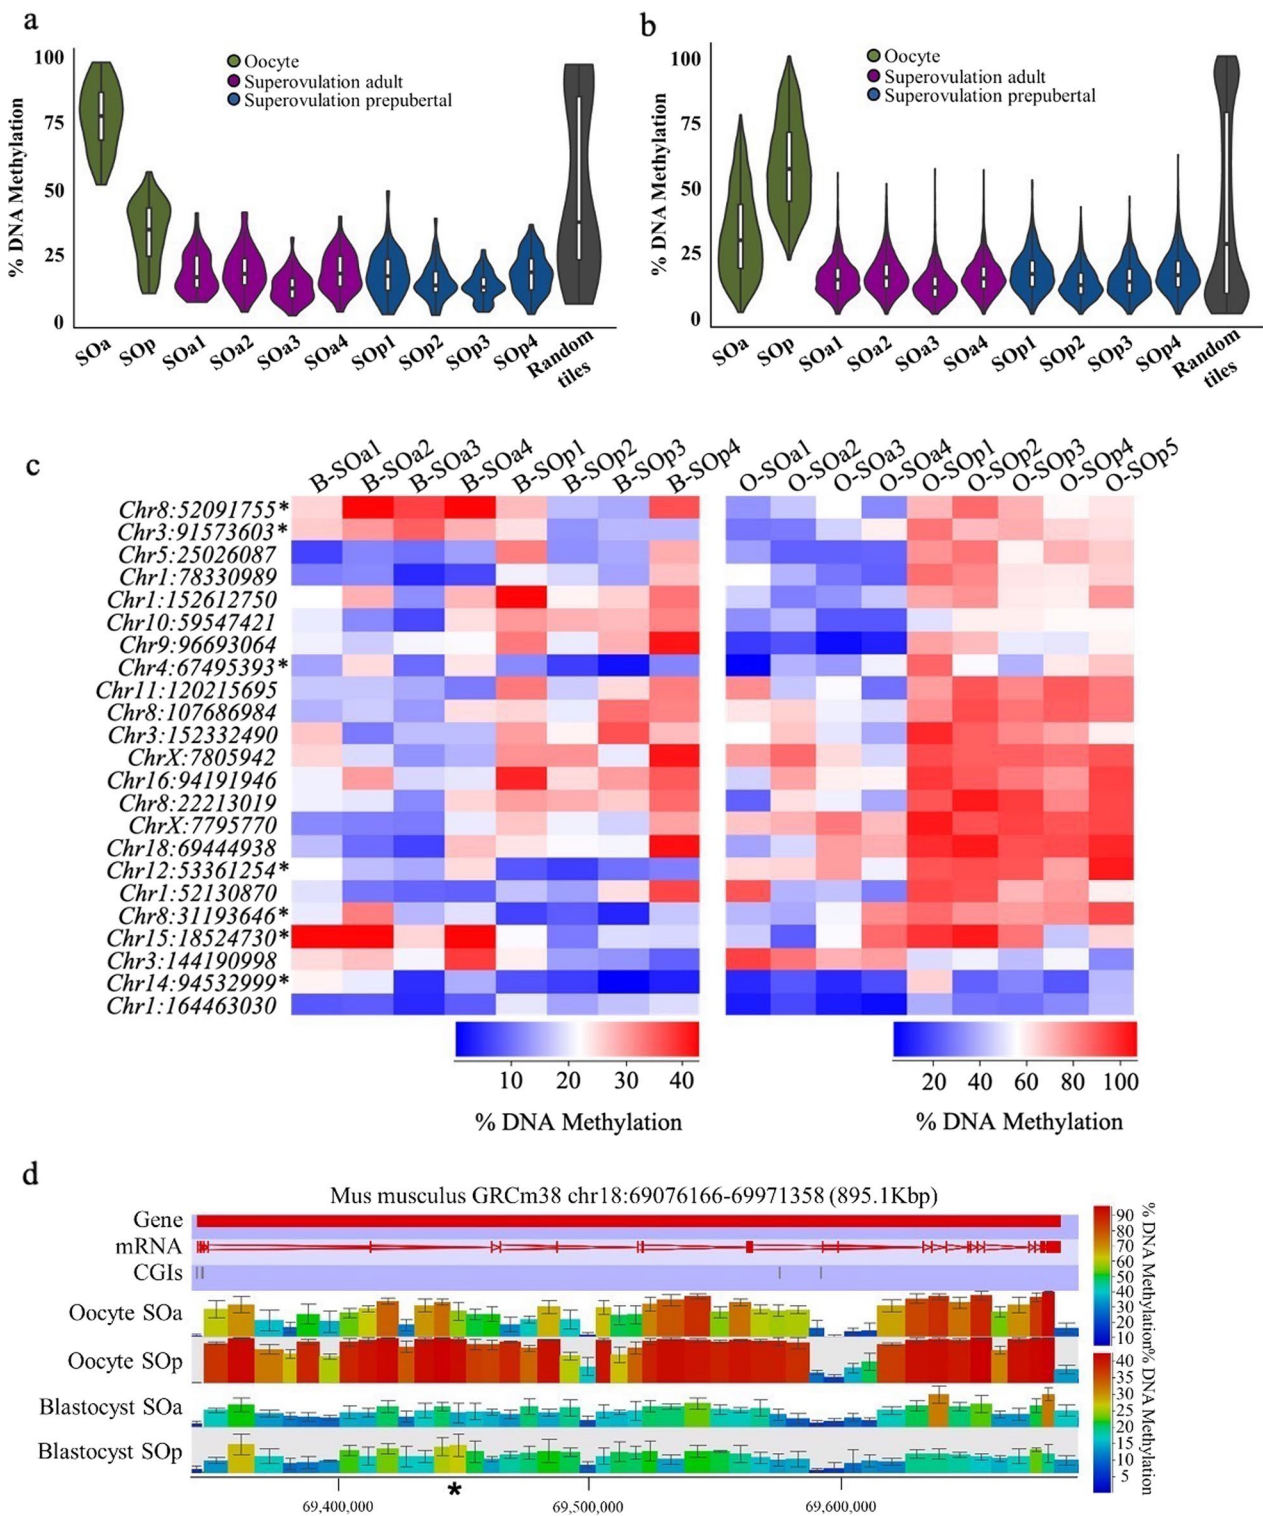 a
% DNA Methylation
100
75
50
25
0
Oocyte
Superovulation adult
Superovulation prepubertal
SOa
SOp
SOa1
SOa2
SOa3
SOa4
SOp1
SOp2
SOp3
SOp4
Random
tiles
b
% DNA Methylation
100
75
50
25
0
Oocyte
Superovulation adult
Superovulation prepubertal
SOa
SOp
SOa1
SOa2
SOa3
SOa4
SOp1
SOp2
SOp3
SOp4
Random
tiles
c
B-SOa1 B-SOa2 B-SOa3 B-SOa4 B-SOp1 B-SOp2 B-SOp3 B-SOp4 O-SOa1 O-SOa2 O-SOa3 O-SOa4 O-SOp1 O-SOp2 O-SOp3 O-SOp4 O-SOp5
Chr8:52091755*
Chr3:91573603*
Chr5:25026087
Chr1:78330989
Chr1:152612750
Chr10:59547421
Chr9:96693064
Chr4:67495393*
Chr11:120215695
Chr8:107686984
Chr3:152332490
ChrX:7805942
Chr16:94191946
Chr8:22213019
ChrX:7795770
Chr18:69444938
Chr12:53361254*
Chr1:52130870
Chr8:31193646*
Chr15:18524730*
Chr3:144190998
Chr14:94532999*
Chr1:164463030
10 20 30 40
% DNA Methylation
20 40 60 80 100
% DNA Methylation
d
Mus musculus GRCm38 chr18:69076166-69971358 (895.1Kbp)
Gene
mRNA
CGIs
Oocyte SOa
Oocyte SOp
Blastocyst SOa
Blastocyst SOp
69,400,000
*
69,500,000
69,600,000
90
80
70
60
50
40
30
20
10
% DNA Methylation
40
35
30
25
20
15
10
5
% DNA Methylation